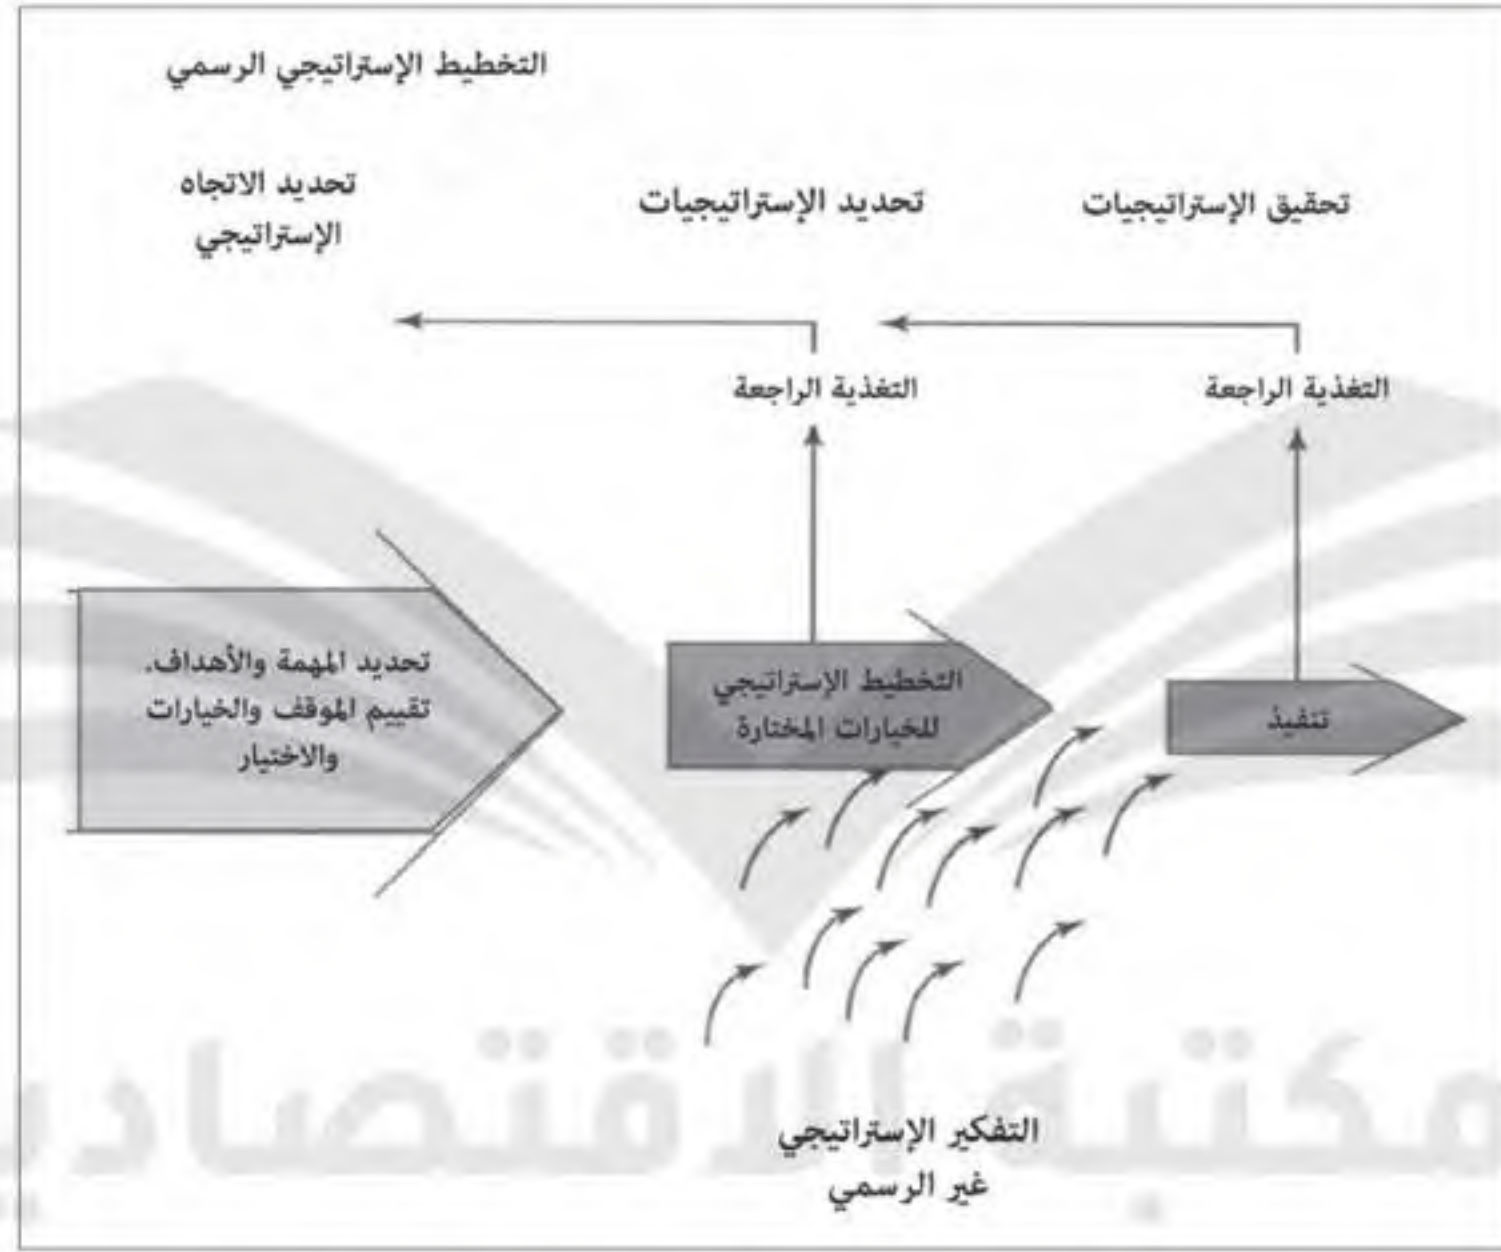 التخطيط الإستراتيجي الرسمي
تحقيق الإستراتيجيات
تحديد الإستراتيجيات
تحديد الاتجاه
الإستراتيجي
التغذية الراجعة
التغذية الراجعة
تحديد المهمة والأهداف.
تقييم الموقف والخيارات
والاختيار
التخطيط الإستراتيجي
للخيارات المختارة
تنفيذ
التفكير الإستراتيجي
غير الرسمي